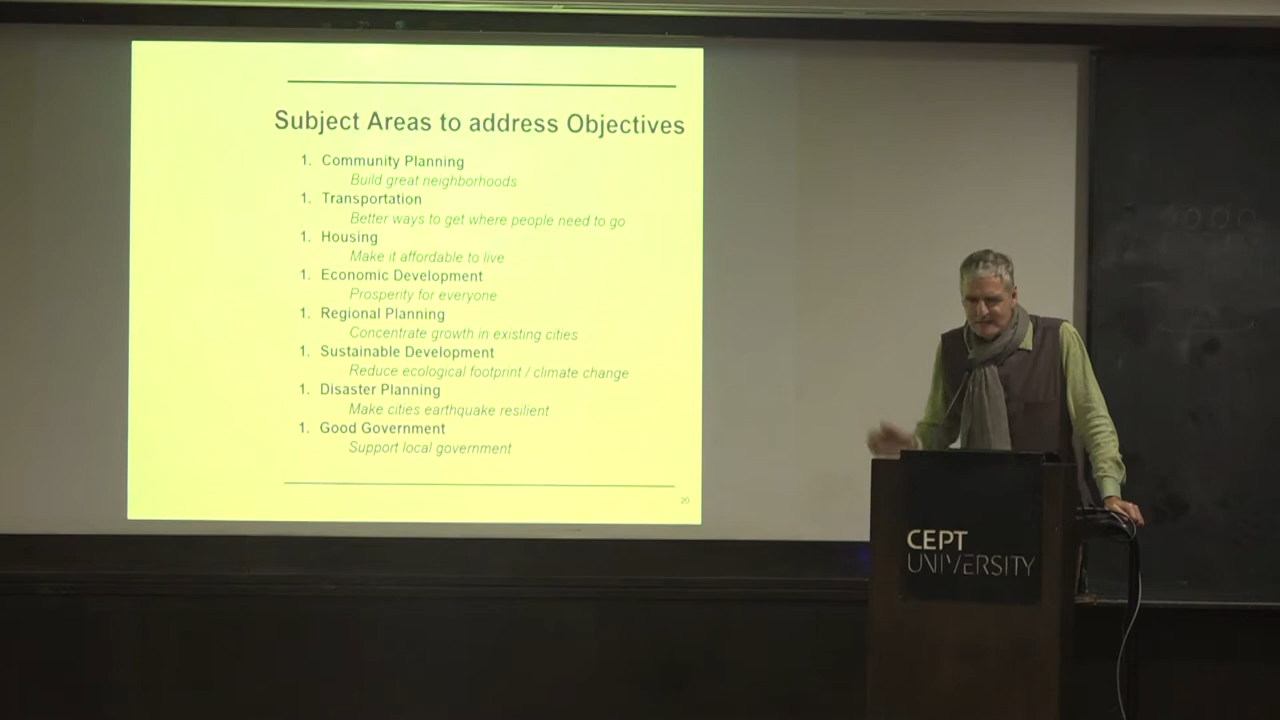 Subject Areas to address Objectives
1. Community Planning
Build great neighborhoods
1. Transportation
Better ways to get where people need to go
1. Housing
Make it affordable to live
1. Economic Development
Prosperity for everyone
1. Regional Planning
Concentrate growth in existing cities
1. Sustainable Development
Reduce ecological footprint / climate change
1. Disaster Planning
Make cities earthquake resilient
1. Good Government
Support local government
20
CEPT
UNIVERSITY